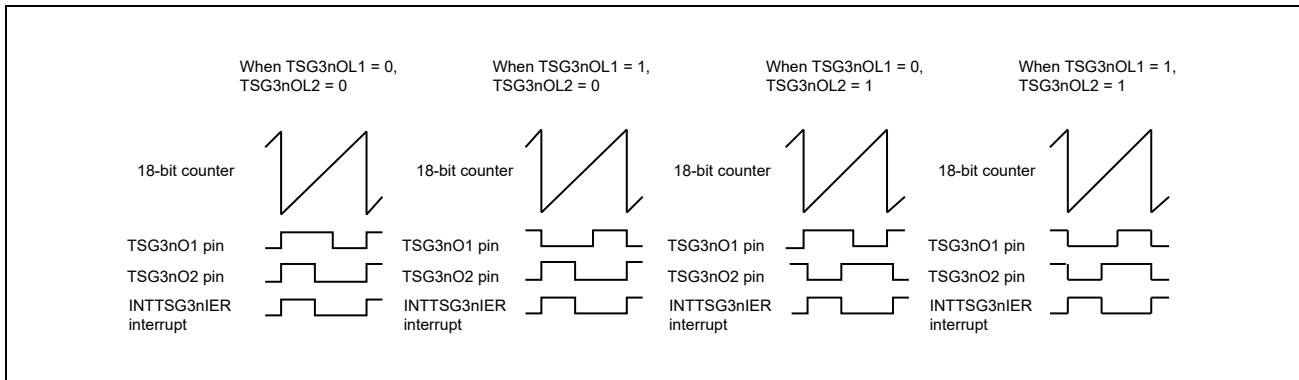 When TSG3nOL1 = 0,
TSG3nOL2 = 0
When TSG3nOL1 = 1,
TSG3nOL2 = 0
When TSG3nOL1 = 0,
TSG3nOL2 = 1
When TSG3nOL1 = 1,
TSG3nOL2 = 1
18-bit counter
18-bit counter
18-bit counter
18-bit counter
TSG3nO1 pin
TSG3nO1 pin
TSG3nO1 pin
TSG3nO1 pin
TSG3nO2 pin
TSG3nO2 pin
TSG3nO2 pin
TSG3nO2 pin
INTTSG3nIER
interrupt
INTTSG3nIER
interrupt
INTTSG3nIER
interrupt
INTTSG3nIER
interrupt